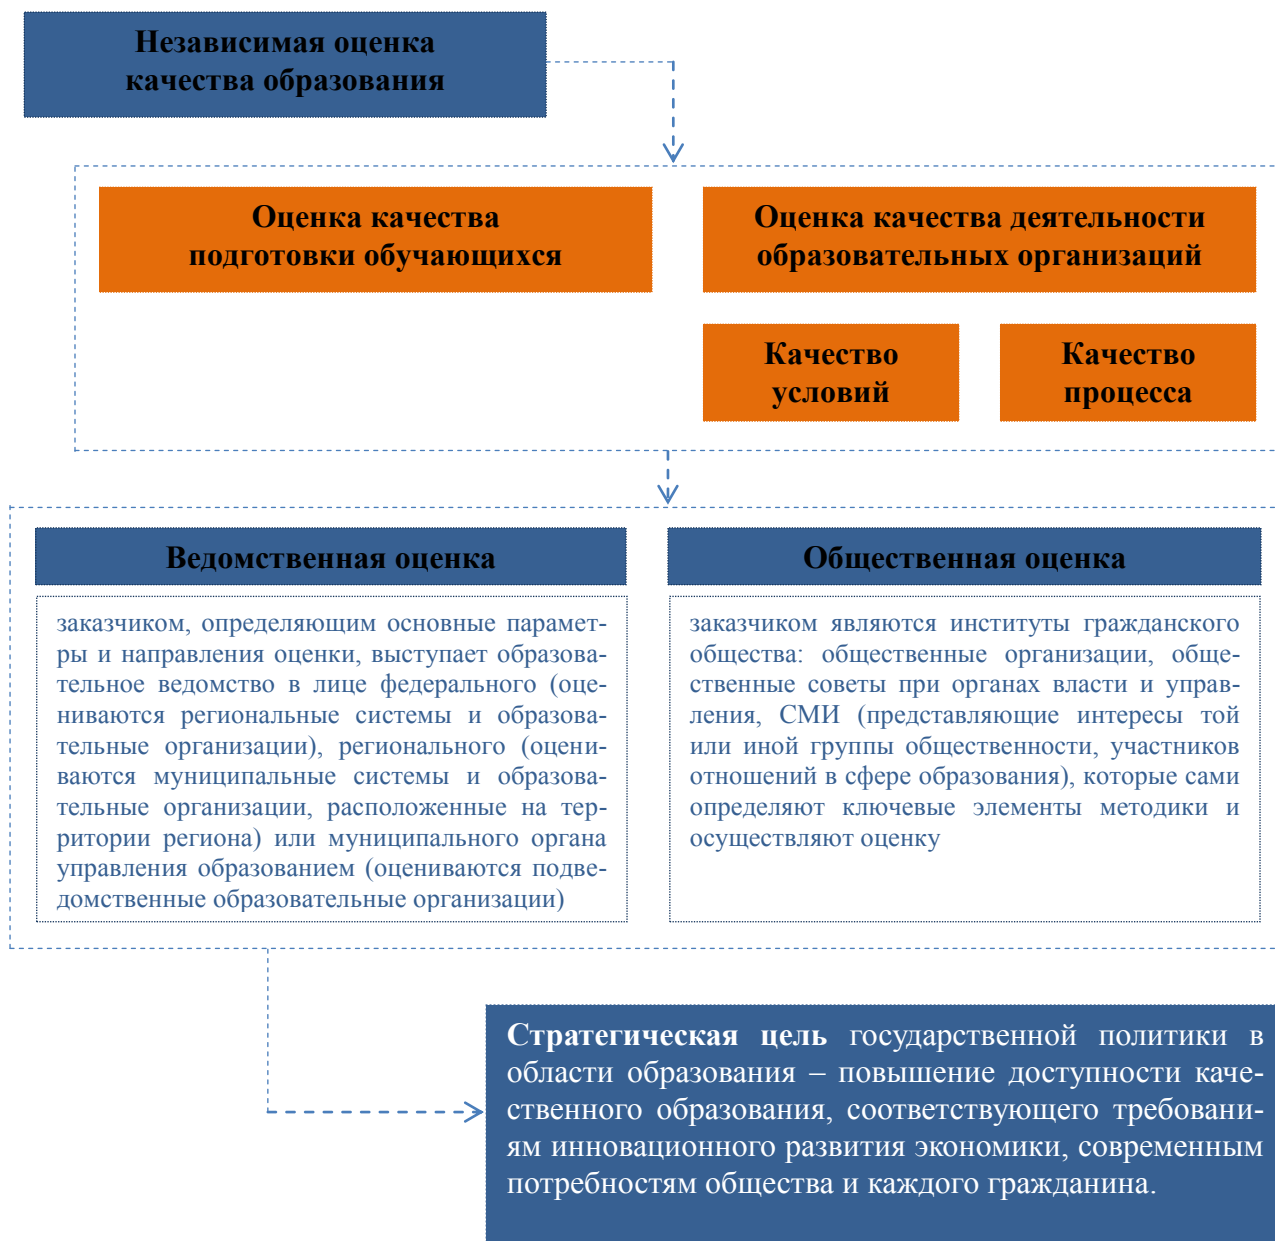 Независимая оценка
качества образования
Оценка качества
подготовки обучающихся
Оценка качества деятельности
образовательных организаций
Качество
условий
Качество
процесса
Ведомственная оценка
заказчиком, определяющим основные парамет-
ры и направления оценки, выступает образова-
тельное ведомство в лице федерального (оце-
ниваются региональные системы и образова-
тельные организации), регионального (оцени-
ваются муниципальные системы и образова-
тельные организации, расположенные на тер-
ритории региона) или муниципального органа
управления образованием (оцениваются подве-
домственные образовательные организации)
Общественная оценка
заказчиком являются институты гражданского
общества: общественные организации, обще-
ственные советы при органах власти и управ-
ления, СМИ (представляющие интересы той
или иной группы общественности, участников
отношений в сфере образования), которые сами
определяют ключевые элементы методики и
осуществляют оценку
Стратегическая цель государственной политики в
области образования – повышение доступности каче-
ственного образования, соответствующего требовани-
ям инновационного развития экономики, современным
потребностям общества и каждого гражданина.